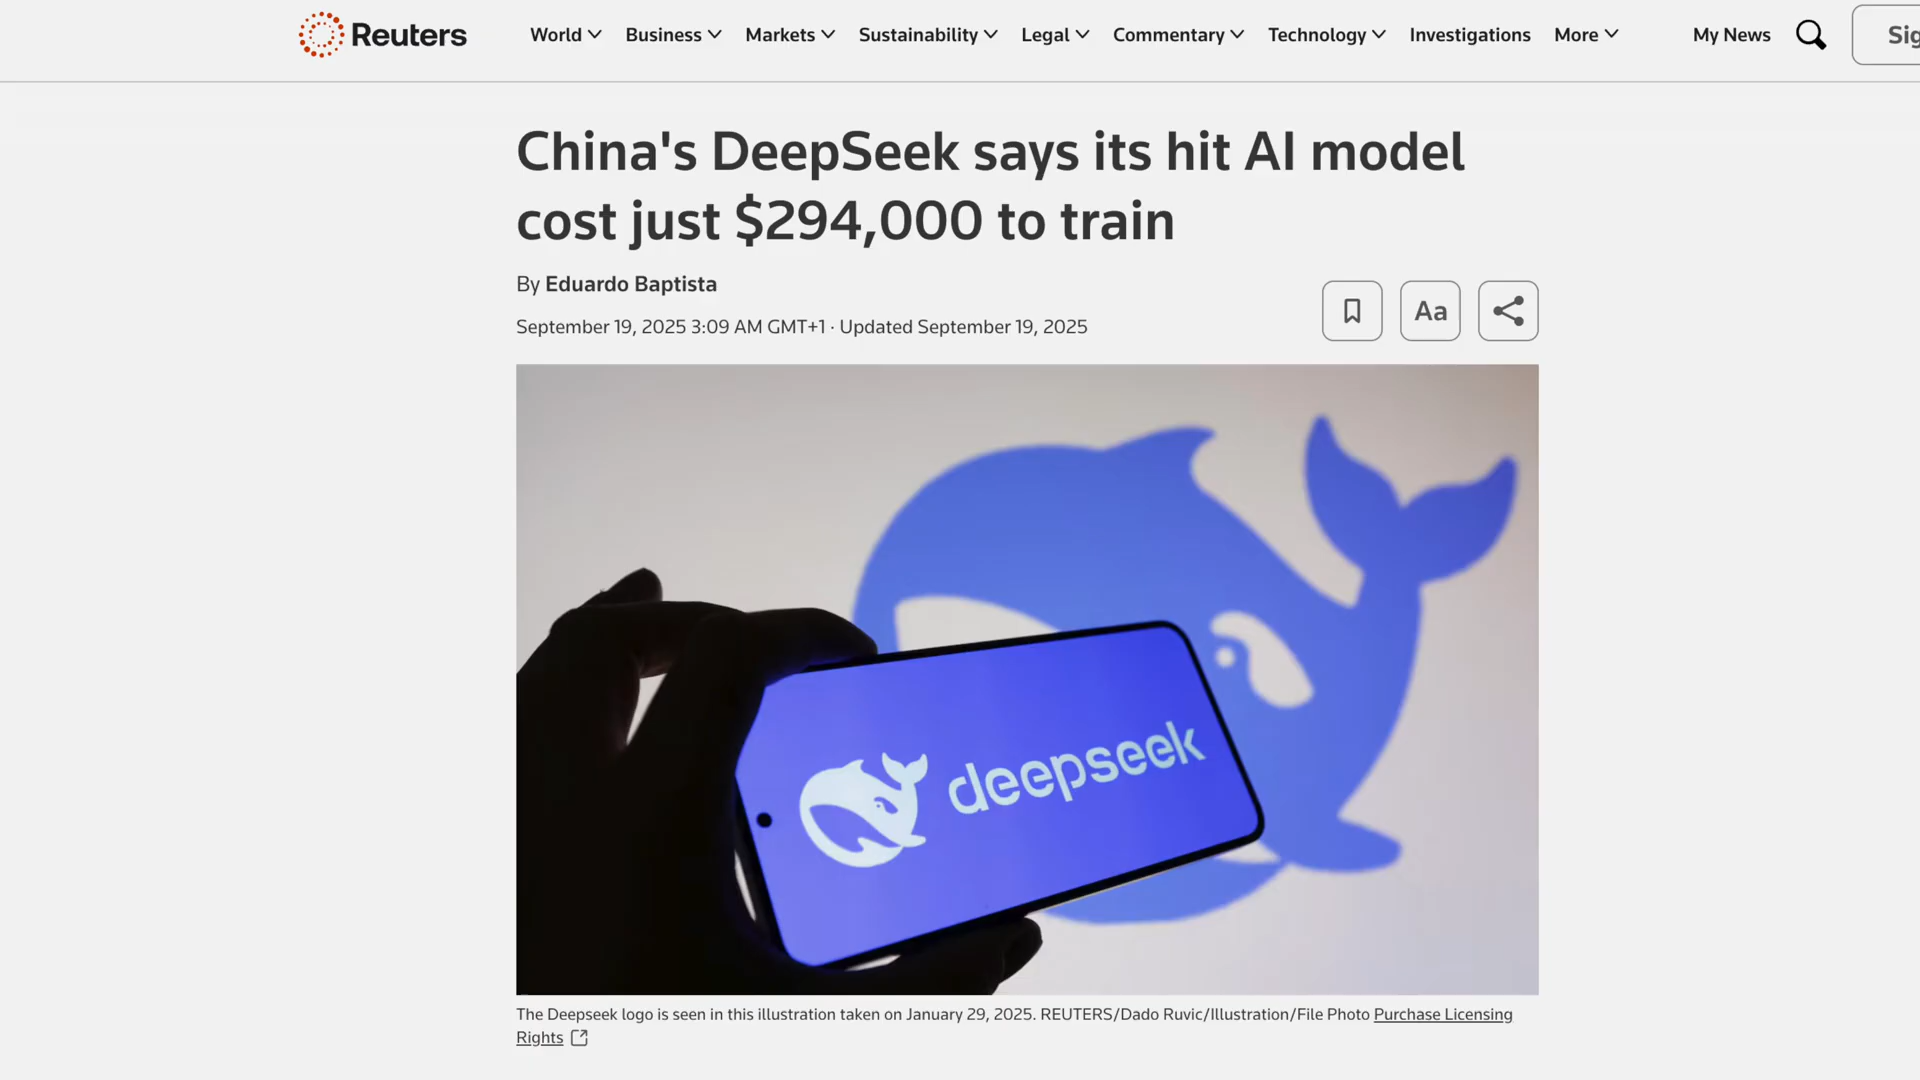 Reuters World Business Markets Sustainability Legal Commentary Technology Investigations More My News Sig
China's DeepSeek says its hit AI model
cost just $294,000 to train
By Eduardo Baptista
September 19, 2025 3:09 AM GMT+1 · Updated September 19, 2025
Aa
deepseek
The Deepseek logo is seen in this illustration taken on January 29, 2025. REUTERS/Dado Ruvic/Illustration/File Photo Purchase Licensing
Rights